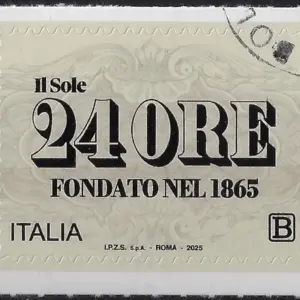 Il Sole
24 ORE
FONDATO NEL 1865
ITALIA
B
I.P.Z.S. S.p.A. - ROMA - 2025